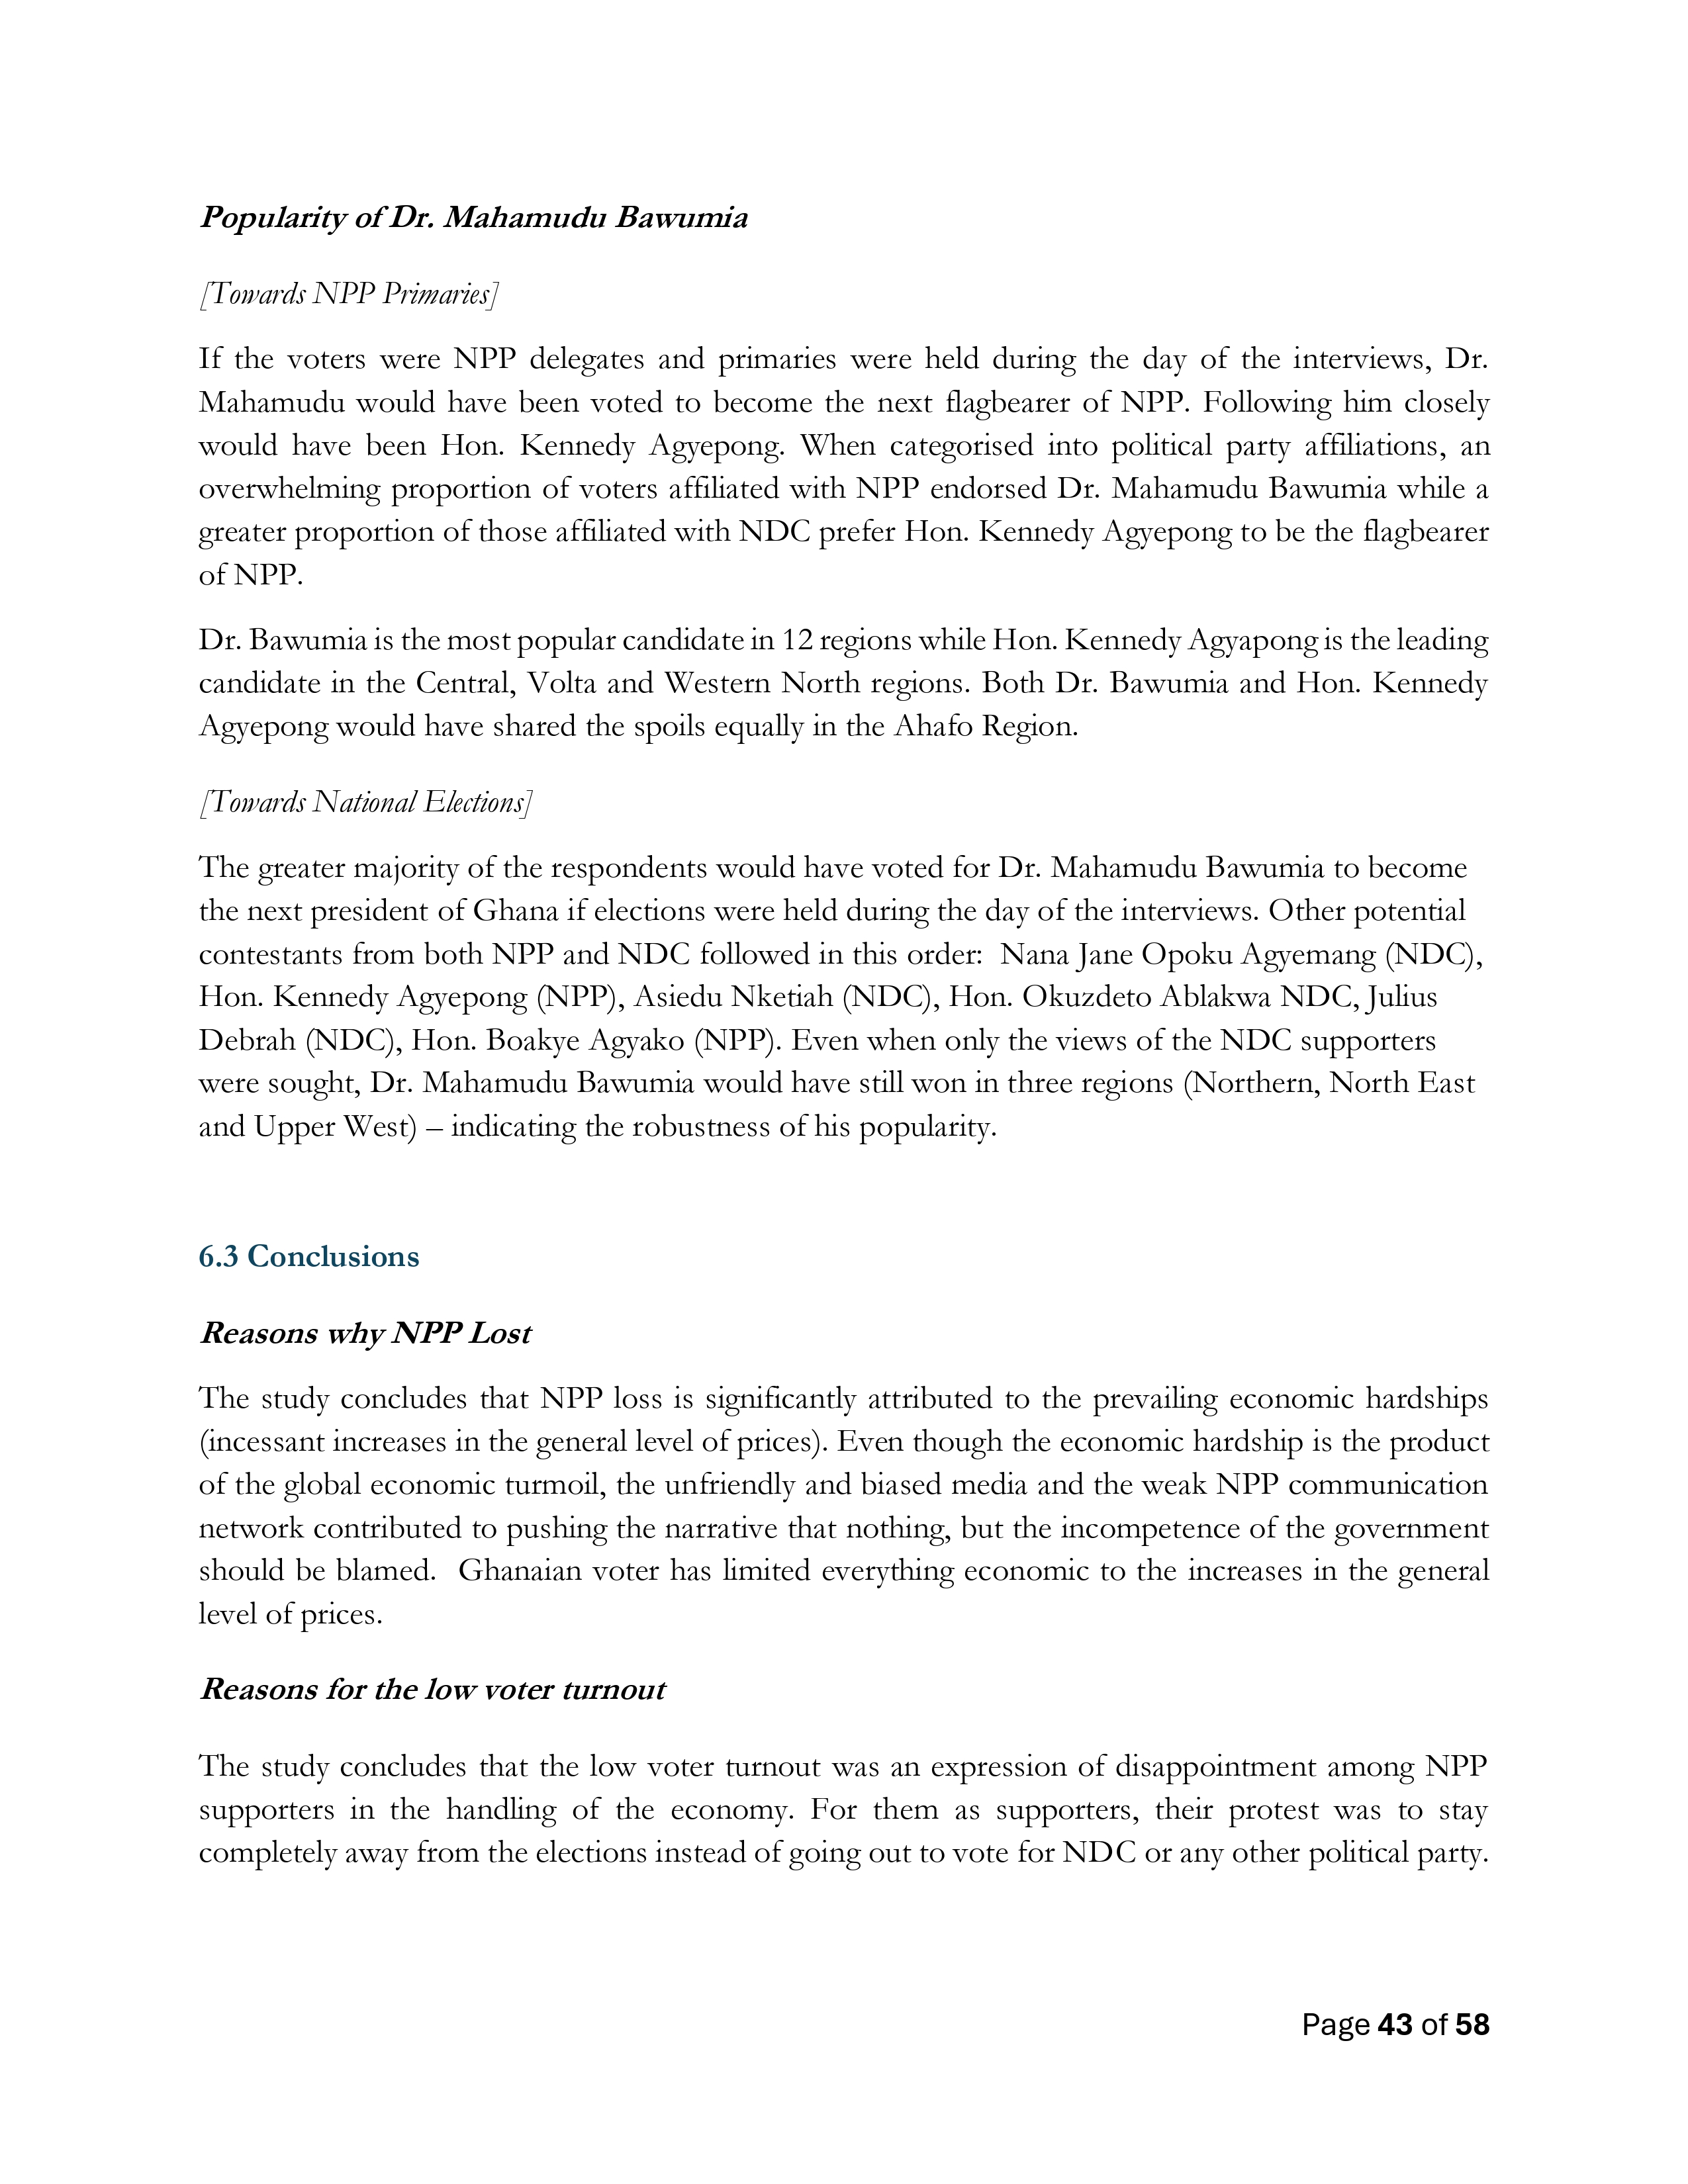 Popularity of Dr. Mahamudu Bawumia
[Towards NPP Primaries]
If the voters were NPP delegates and primaries were held during the day of the interviews, Dr.
Mahamudu would have been voted to become the next flagbearer of NPP. Following him closely
would have been Hon. Kennedy Agyepong. When categorised into political party affiliations, an
overwhelming proportion of voters affiliated with NPP endorsed Dr. Mahamudu Bawumia while a
greater proportion of those affiliated with NDC prefer Hon. Kennedy Agyepong to be the flagbearer
of NPP.
Dr. Bawumia is the most popular candidate in 12 regions while Hon. Kennedy Agyapong is the leading
candidate in the Central, Volta and Western North regions. Both Dr. Bawumia and Hon. Kennedy
Agyepong would have shared the spoils equally in the Ahafo Region.
[Towards National Elections]
The greater majority of the respondents would have voted for Dr. Mahamudu Bawumia to become
the next president of Ghana if elections were held during the day of the interviews. Other potential
contestants from both NPP and NDC followed in this order:  Nana Jane Opoku Agyemang (NDC),
Hon. Kennedy Agyepong (NPP), Asiedu Nketiah (NDC), Hon. Okuzdeto Ablakwa NDC, Julius
Debrah (NDC), Hon. Boakye Agyako (NPP). Even when only the views of the NDC supporters
were sought, Dr. Mahamudu Bawumia would have still won in three regions (Northern, North East
and Upper West) – indicating the robustness of his popularity.
6.3 Conclusions
Reasons why NPP Lost
The study concludes that NPP loss is significantly attributed to the prevailing economic hardships
(incessant increases in the general level of prices). Even though the economic hardship is the product
of the global economic turmoil, the unfriendly and biased media and the weak NPP communication
network contributed to pushing the narrative that nothing, but the incompetence of the government
should be blamed.  Ghanaian voter has limited everything economic to the increases in the general
level of prices.
Reasons for the low voter turnout
The study concludes that the low voter turnout was an expression of disappointment among NPP
supporters in the handling of the economy. For them as supporters, their protest was to stay
completely away from the elections instead of going out to vote for NDC or any other political party.
Page 43 of 58